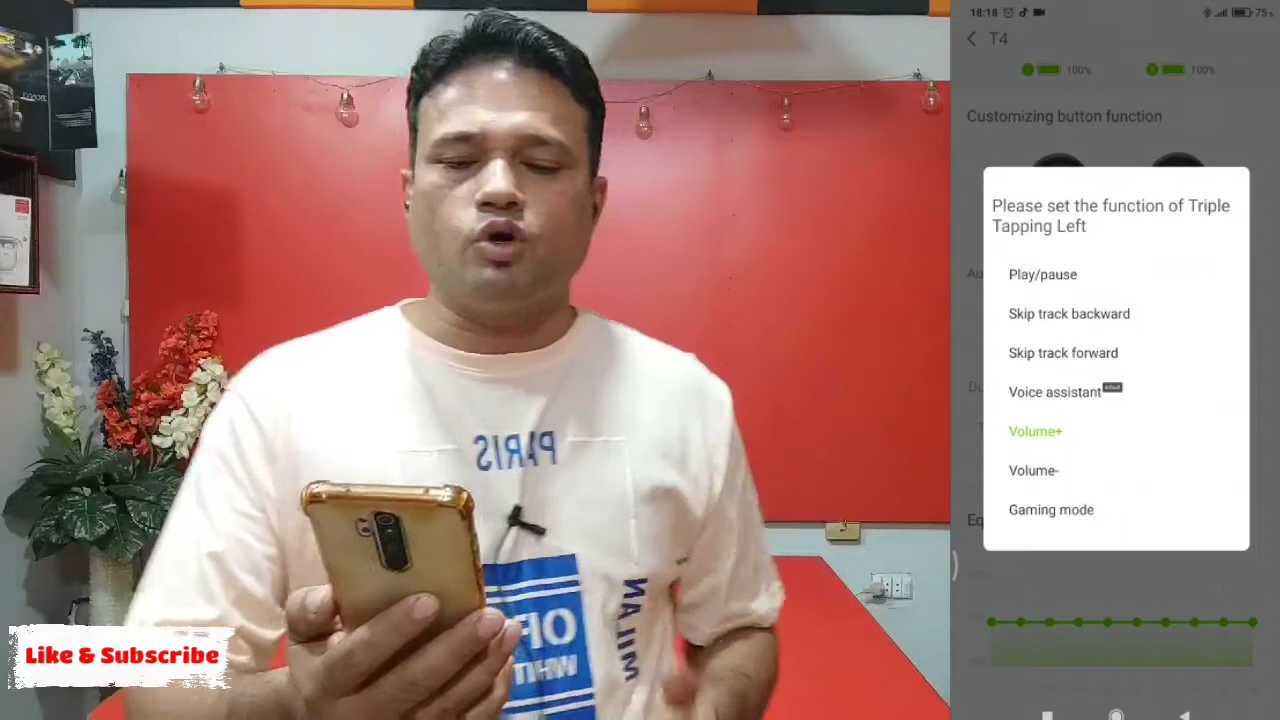 18:18
75
T4
100%
100%
Customizing button function
Please set the function of Triple
Tapping Left
Play/pause
Skip track backward
Skip track forward
Voice assistant
Volume+
Volume-
Gaming mode
PARIS
Like & Subscribe